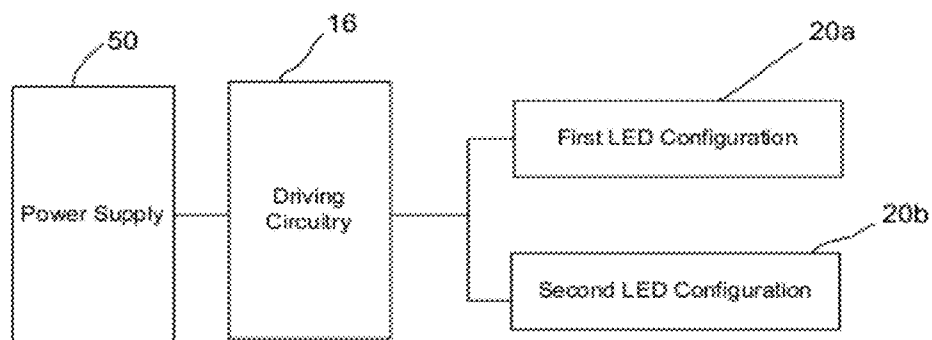 50
16
20a
Power Supply
Driving
Circuitry
First LED Configuration
20b
Second LED Configuration